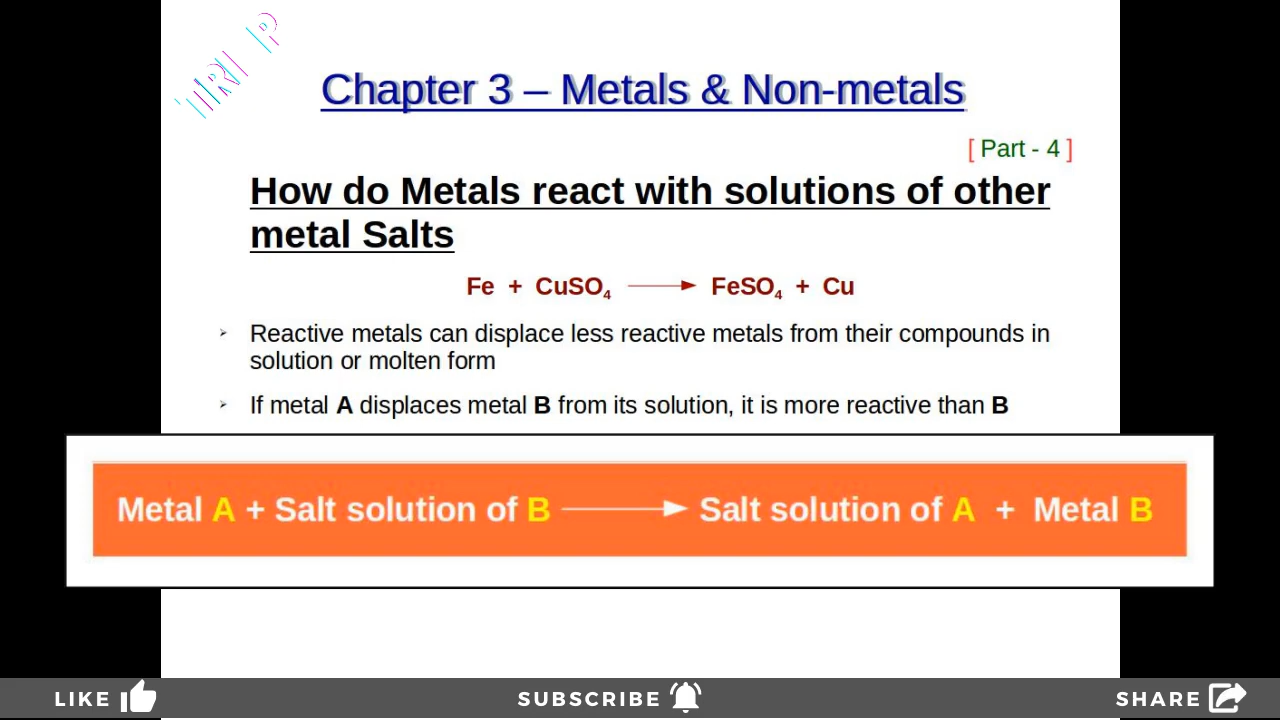 Chapter 3 – Metals & Non-metals
[ Part - 4 ]
How do Metals react with solutions of other
metal Salts
Fe + CuSO₄ ⟶ FeSO₄ + Cu
➢ Reactive metals can displace less reactive metals from their compounds in
solution or molten form
➢ If metal A displaces metal B from its solution, it is more reactive than B
Metal A + Salt solution of B ⟶ Salt solution of A + Metal B
LIKE SUBSCRIBE SHARE